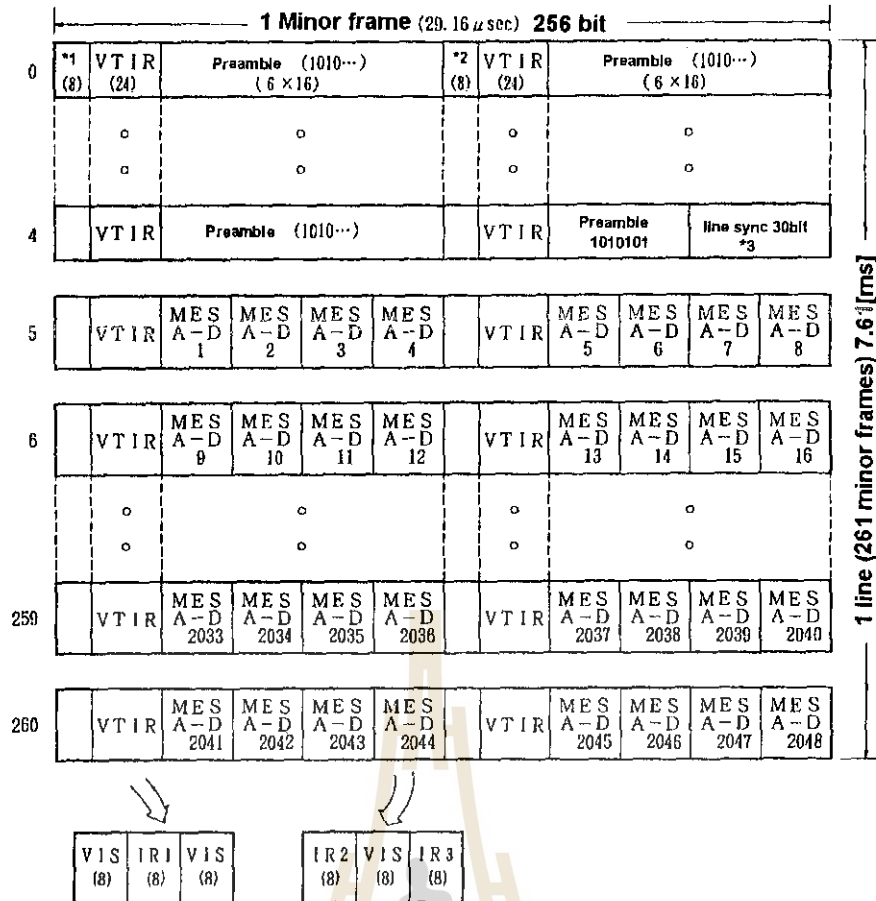 1 Minor frame (29.16 μ sec) 256 bit
0
*1 (8)
VTIR (24)
Preamble (1010…) (6 ×16)
*2 (8)
VTIR (24)
Preamble (1010…) (6 ×16)
4
VTIR
Preamble (1010…)
VTIR
Preamble 1010101
line sync 30bit *3
5
VTIR
MES A–D 1
MES A–D 2
MES A–D 3
MES A–D 4
VTIR
MES A–D 5
MES A–D 6
MES A–D 7
MES A–D 8
6
VTIR
MES A–D 9
MES A–D 10
MES A–D 11
MES A–D 12
VTIR
MES A–D 13
MES A–D 14
MES A–D 15
MES A–D 16
259
VTIR
MES A–D 2033
MES A–D 2034
MES A–D 2035
MES A–D 2036
VTIR
MES A–D 2037
MES A–D 2038
MES A–D 2039
MES A–D 2040
260
VTIR
MES A–D 2041
MES A–D 2042
MES A–D 2043
MES A–D 2044
VTIR
MES A–D 2045
MES A–D 2046
MES A–D 2047
MES A–D 2048
1 line (261 minor frames) 7.61[ms]
VIS (8)
IR1 (8)
VIS (8)
IR2 (8)
VIS (8)
IR3 (8)